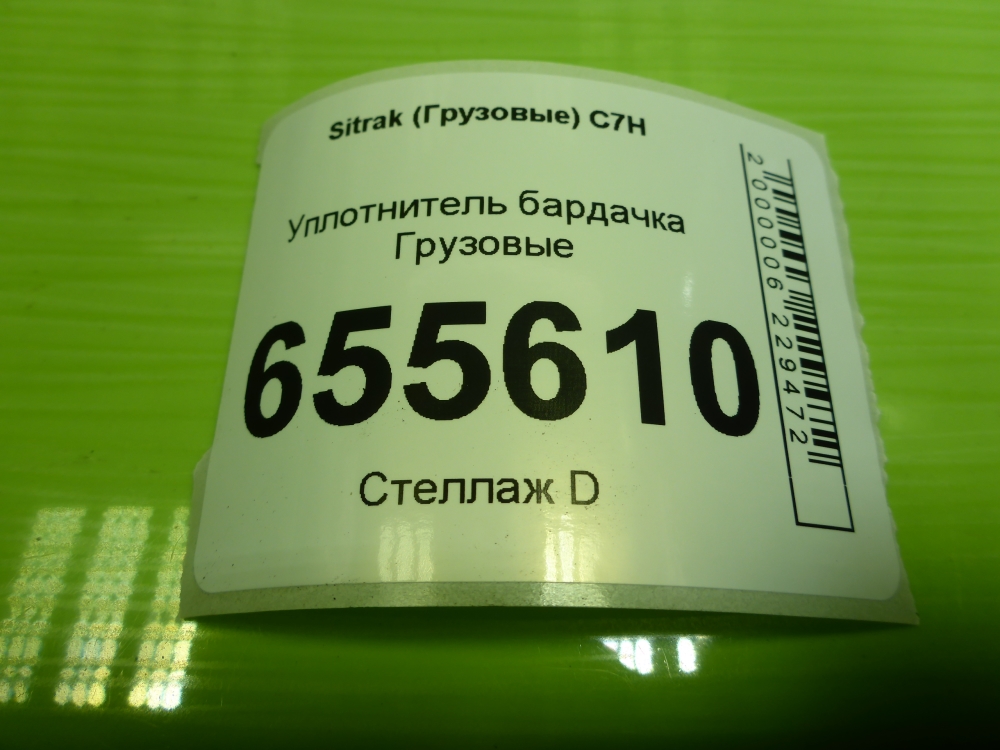 Sitrak (Грузовые) C7H
Уплотнитель бардачка
Грузовые
655610
Стеллаж D
2000006229472